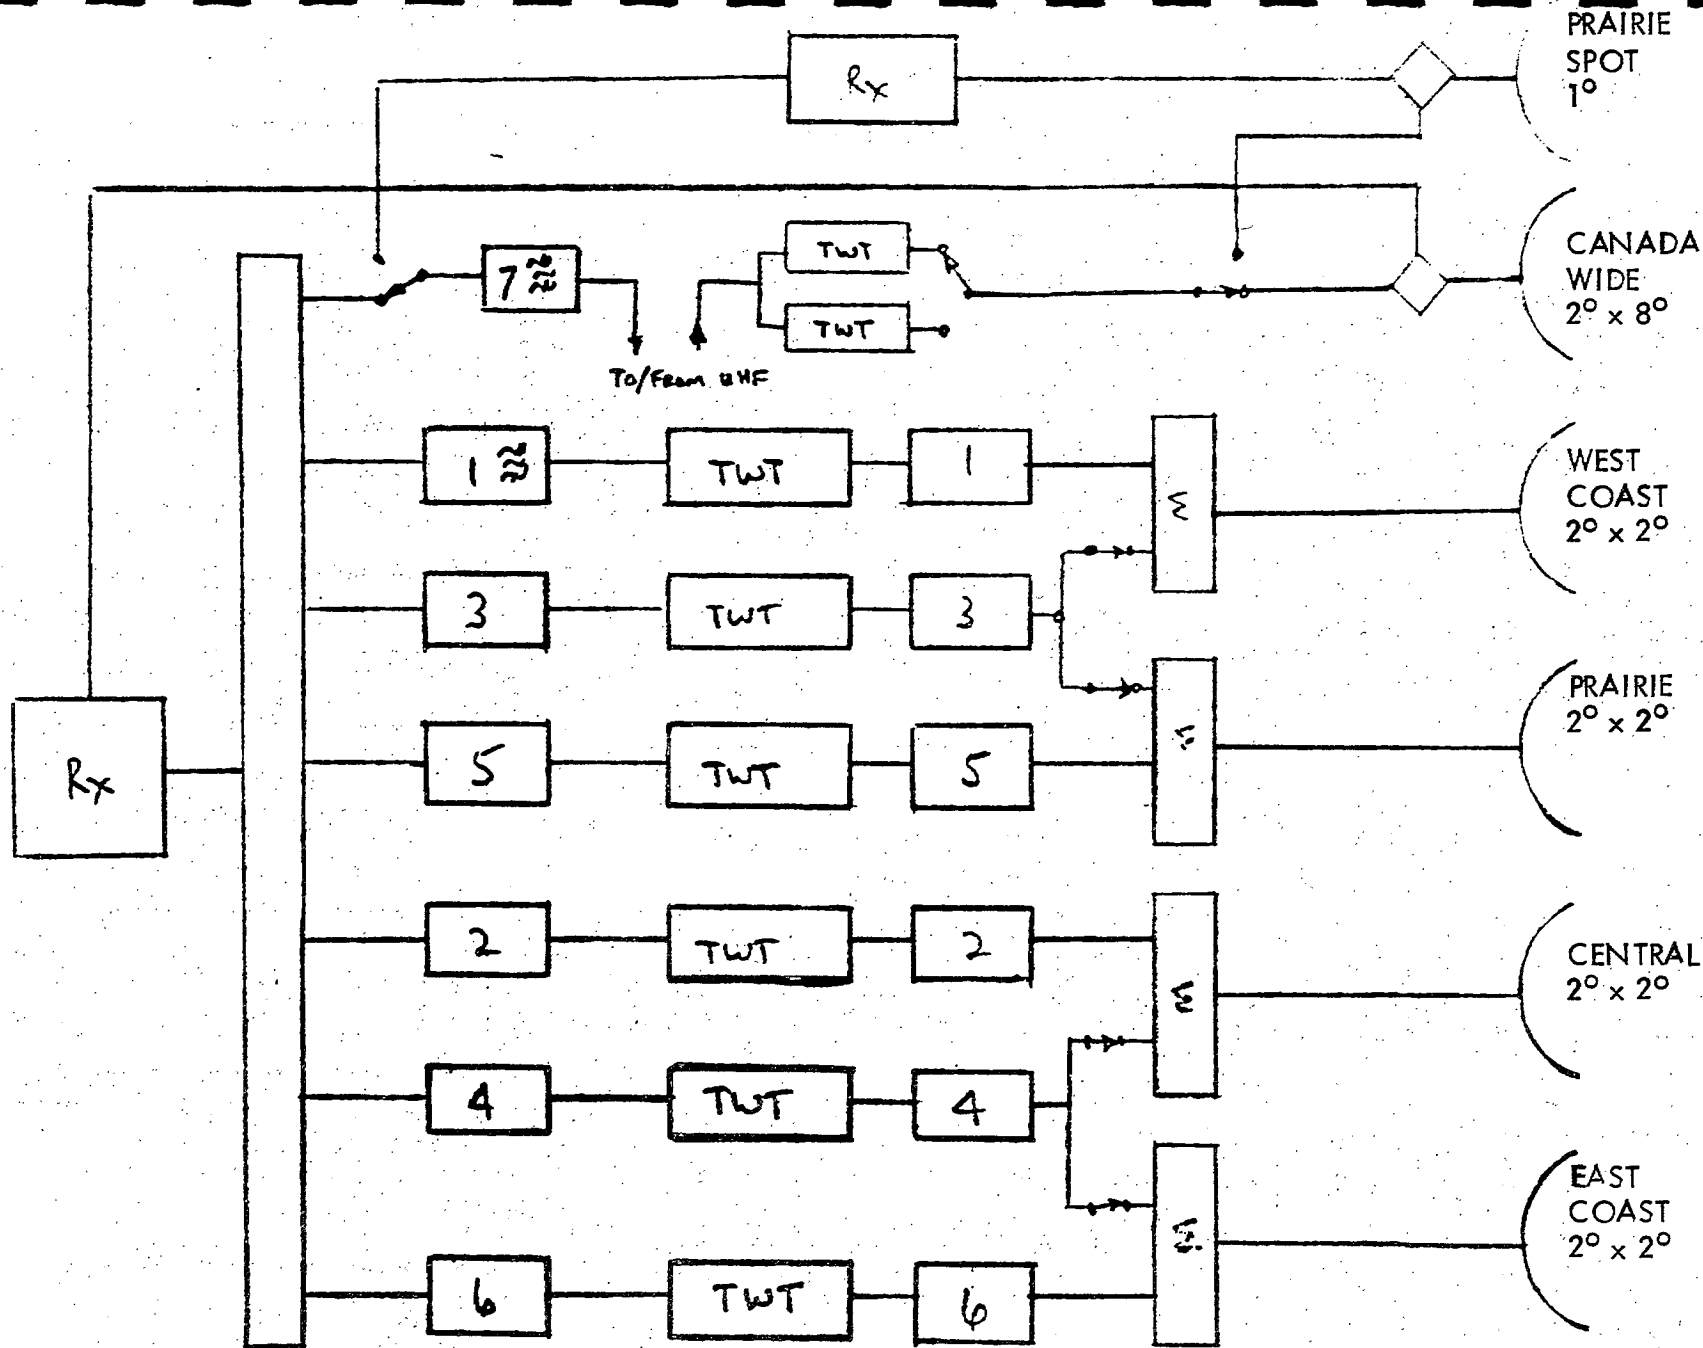 PRAIRIE
SPOT
1°
Rx
CANADA
WIDE
2° x 8°
7
TWT
TWT
To/From UHF
1
TWT
1
Σ
WEST
COAST
2° x 2°
3
TWT
3
PRAIRIE
2° x 2°
Rx
5
TWT
5
Σ
2
TWT
2
Σ
CENTRAL
2° x 2°
4
TWT
4
EAST
COAST
2° x 2°
Σ
6
TWT
6